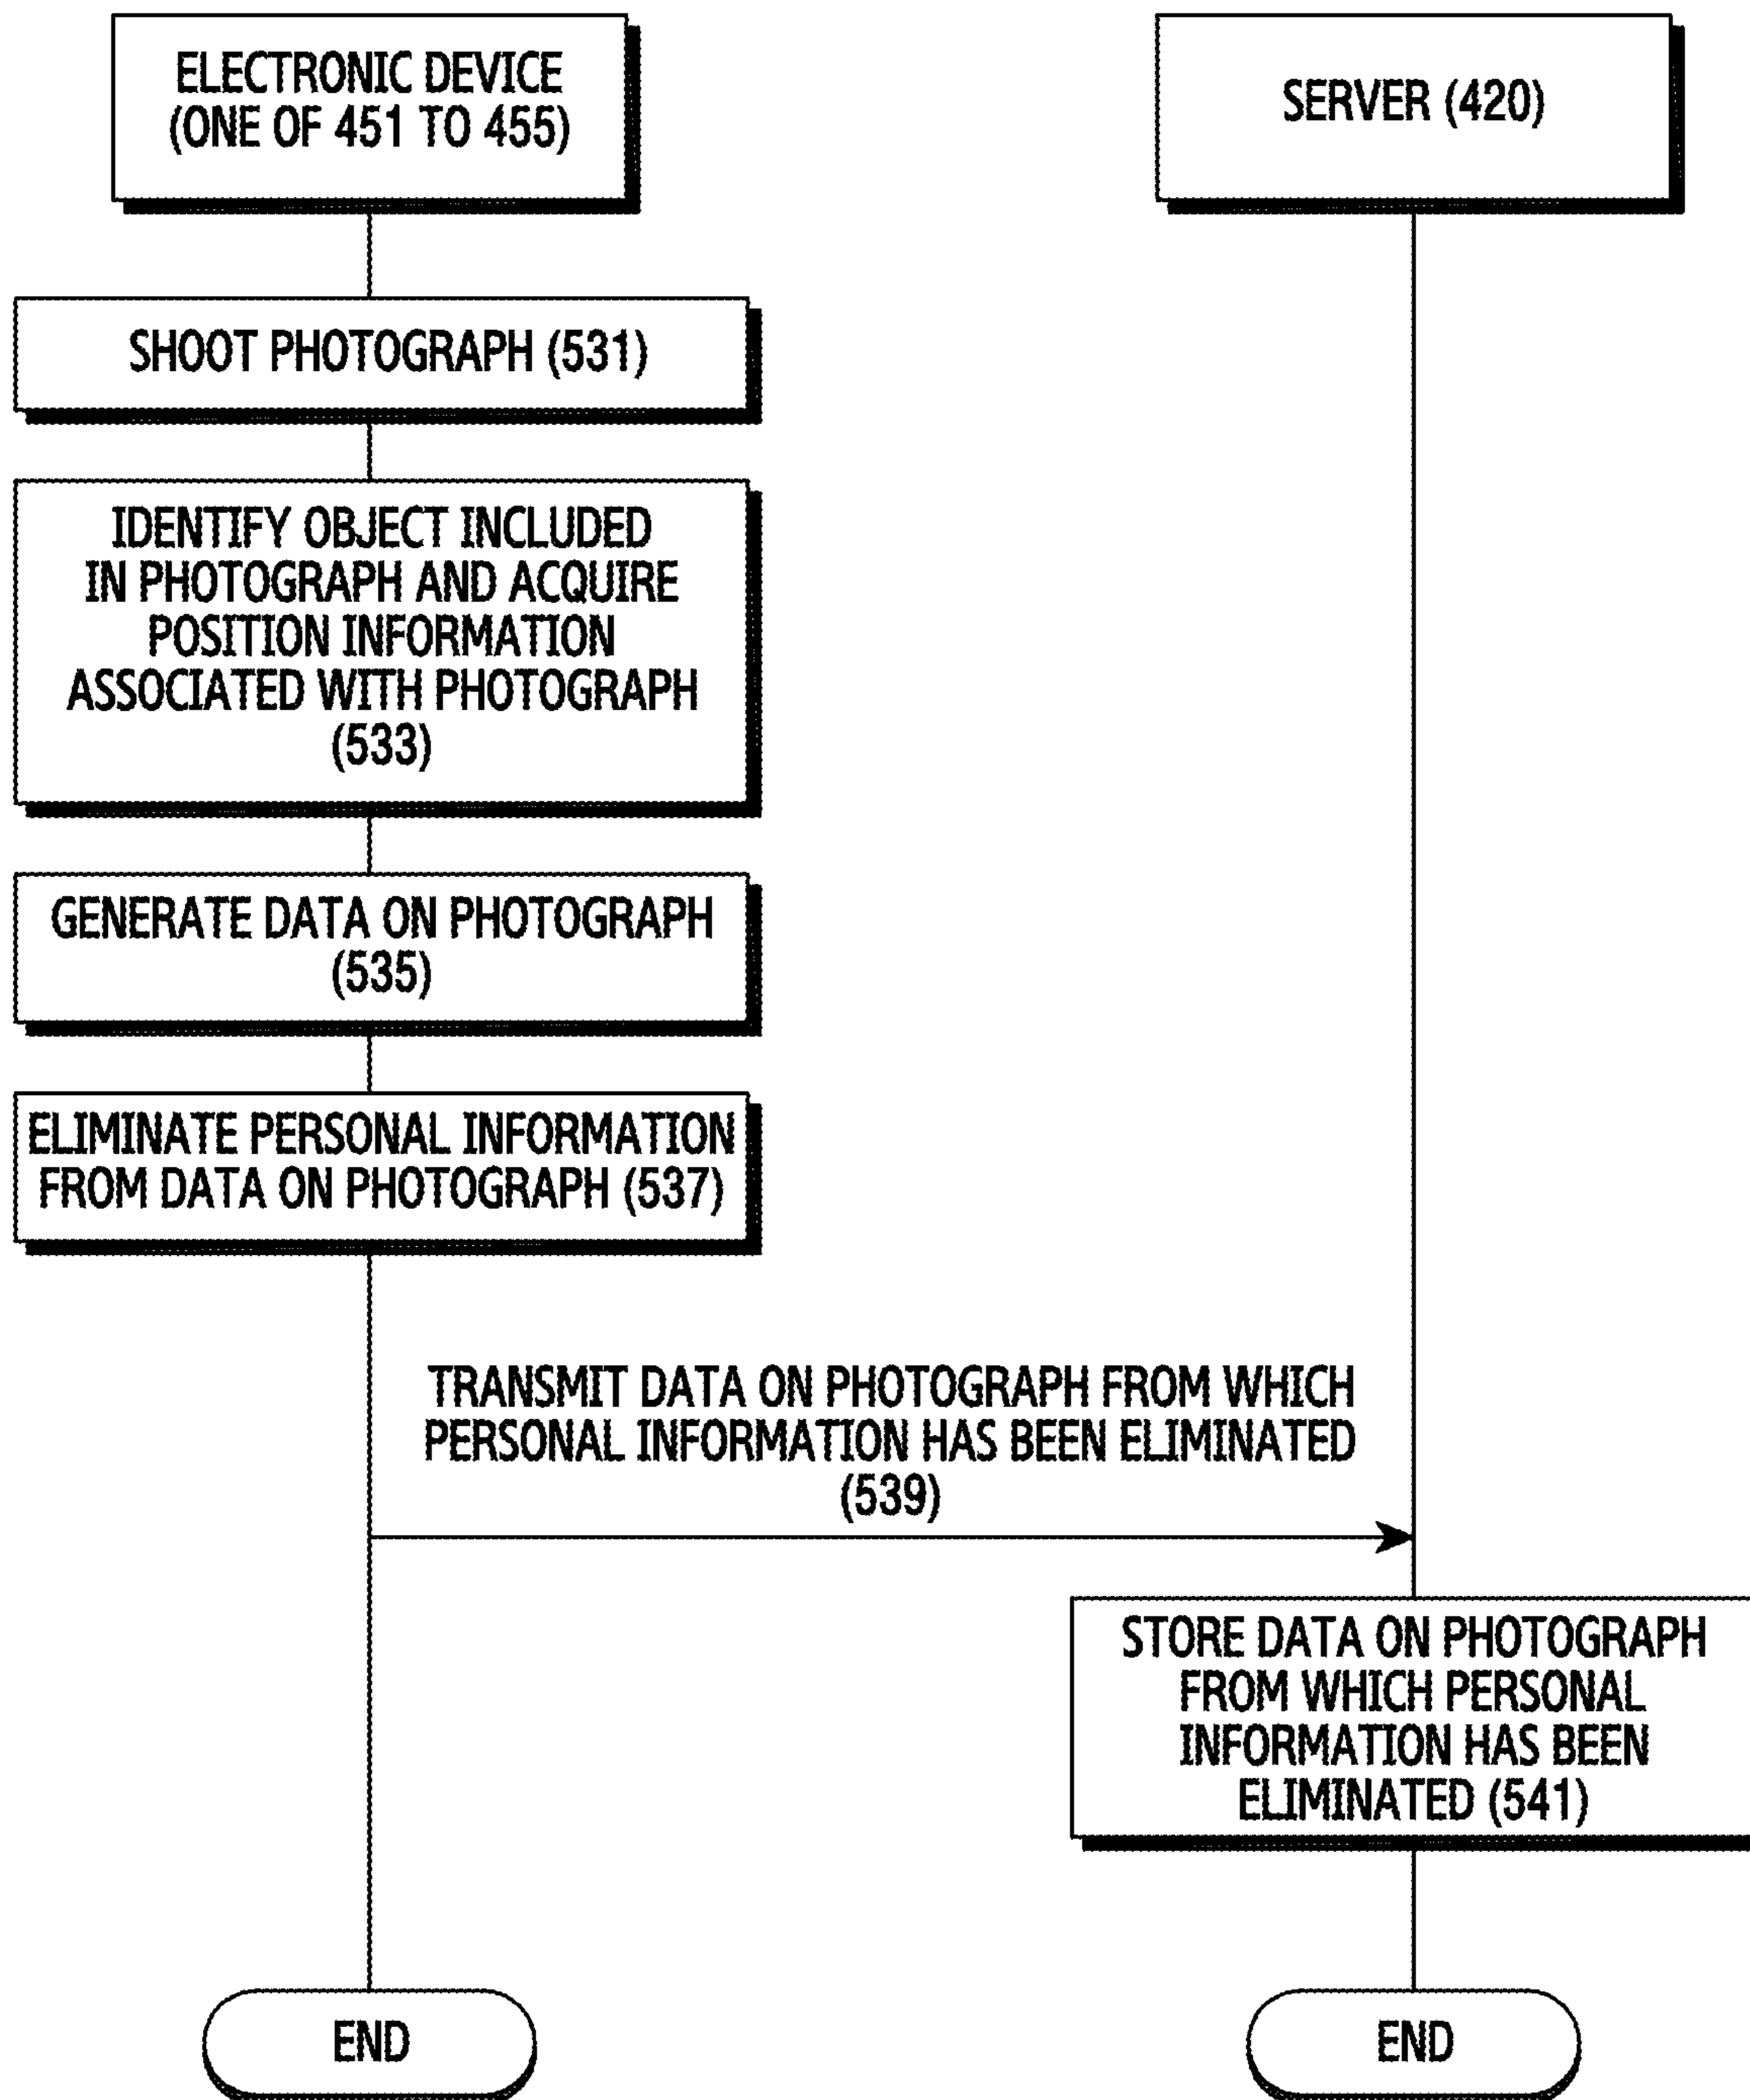 ELECTRONIC DEVICE
(ONE OF 451 TO 455)
SERVER (420)
SHOOT PHOTOGRAPH (531)
IDENTIFY OBJECT INCLUDED
IN PHOTOGRAPH AND ACQUIRE
POSITION INFORMATION
ASSOCIATED WITH PHOTOGRAPH
(533)
GENERATE DATA ON PHOTOGRAPH
(535)
ELIMINATE PERSONAL INFORMATION
FROM DATA ON PHOTOGRAPH (537)
TRANSMIT DATA ON PHOTOGRAPH FROM WHICH
PERSONAL INFORMATION HAS BEEN ELIMINATED
(539)
STORE DATA ON PHOTOGRAPH
FROM WHICH PERSONAL
INFORMATION HAS BEEN
ELIMINATED (541)
END
END